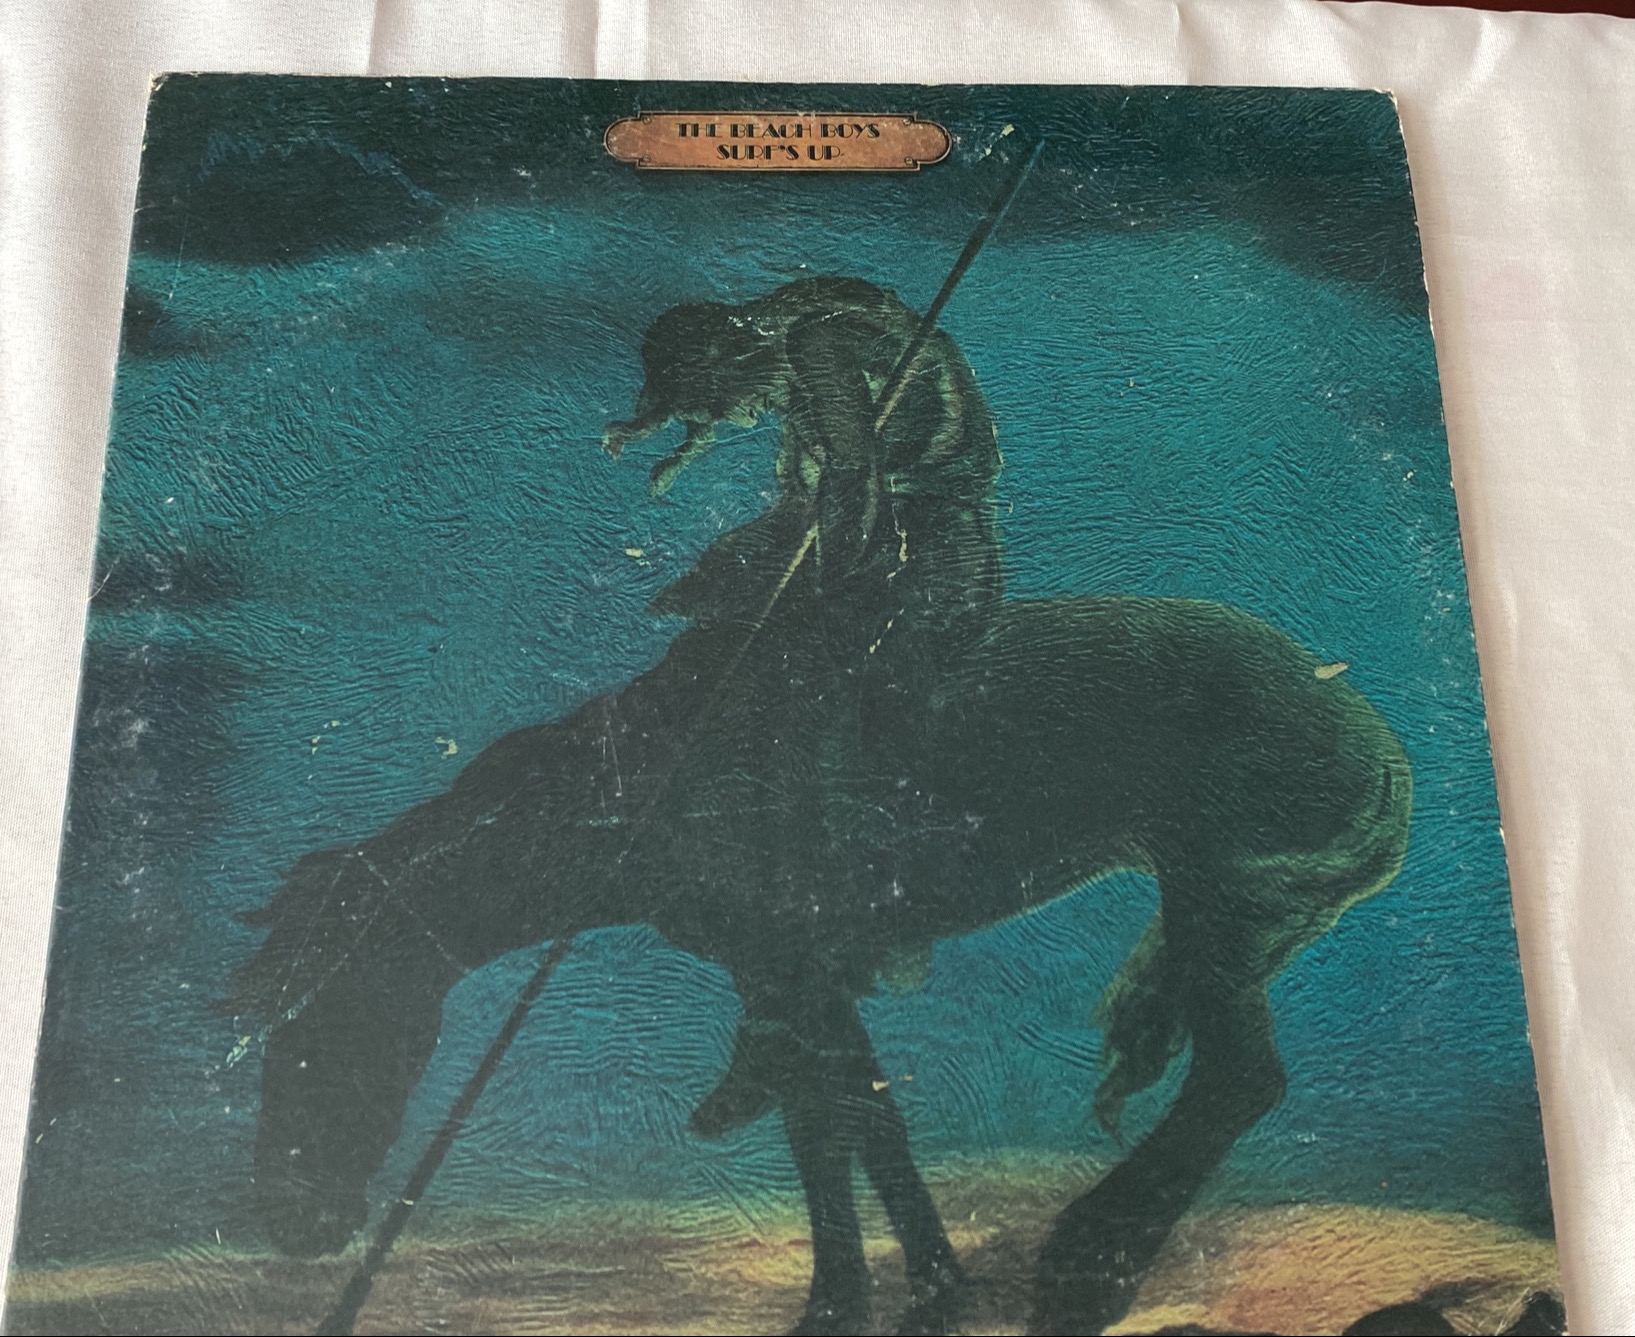 THE BEACH BOYS
SURF'S UP